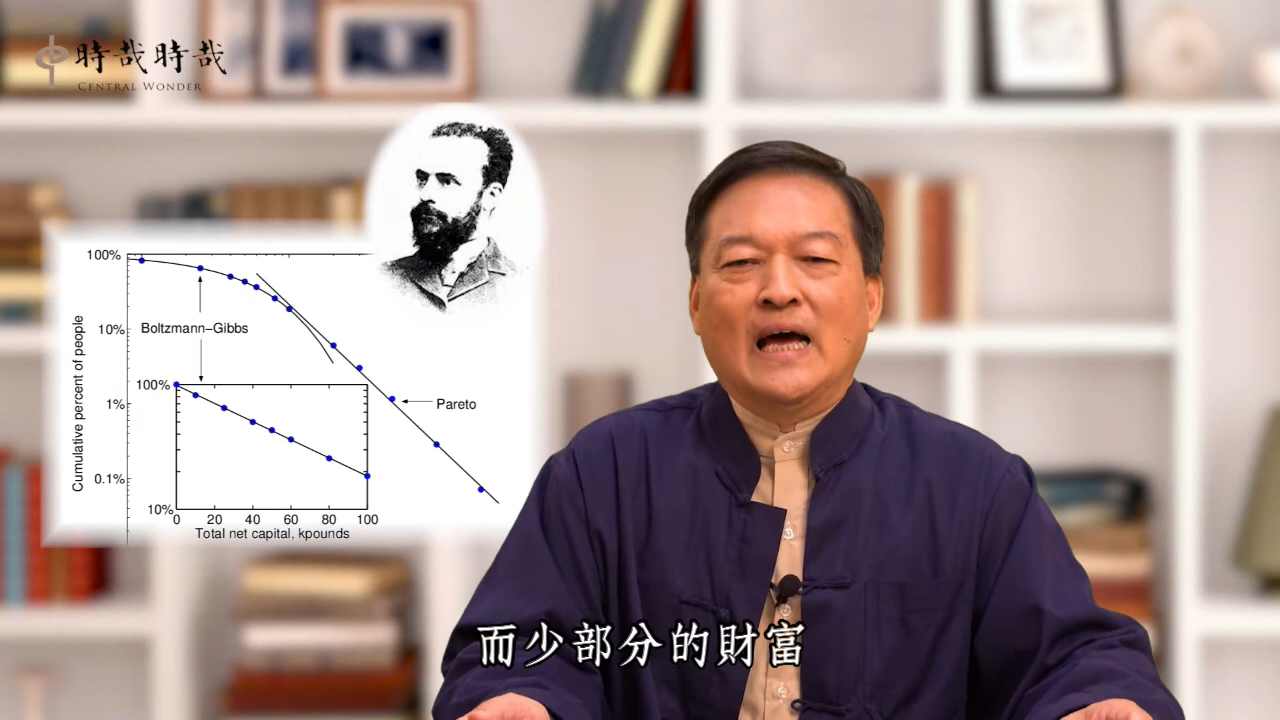 時哉時哉
CENTRAL WONDER
100%
10%
1%
0.1%
Cumulative percent of people
Boltzmann–Gibbs
Pareto
100%
10%
0 20 40 60 80 100
Total net capital, kpounds
而少部分的財富